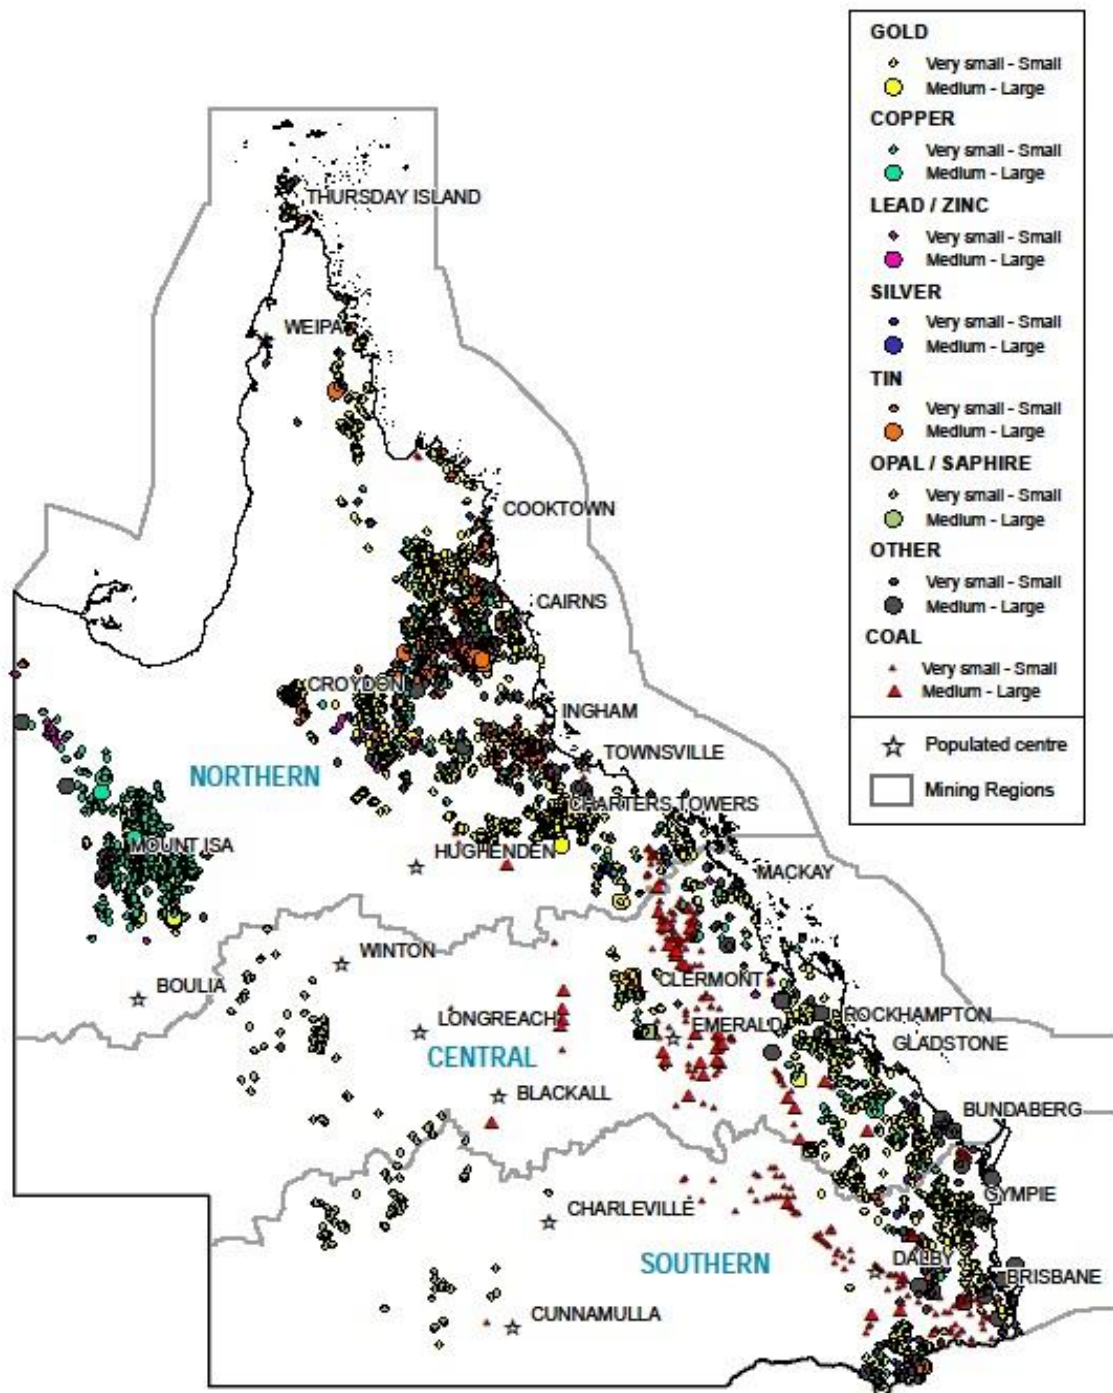 GOLD
Very small - Small
Medium - Large
COPPER
Very small - Small
Medium - Large
LEAD / ZINC
Very small - Small
Medium - Large
SILVER
Very small - Small
Medium - Large
TIN
Very small - Small
Medium - Large
OPAL / SAPHIRE
Very small - Small
Medium - Large
OTHER
Very small - Small
Medium - Large
COAL
Very small - Small
Medium - Large
Populated centre
Mining Regions
THURSDAY ISLAND
WEIPA
COOKTOWN
CAIRNS
CROYDON
INGHAM
TOWNSVILLE
NORTHERN
CHARTERS TOWERS
MOUNT ISA
HUGHENDEN
MACKAY
WINTON
CLERMONT
BOULIA
LONGREACH
EMERALD
ROCKHAMPTON
GLADSTONE
CENTRAL
BLACKALL
BUNDABERG
GYMPIE
CHARLEVILLE
SOUTHERN
DALBY
BRISBANE
CUNNAMULLA